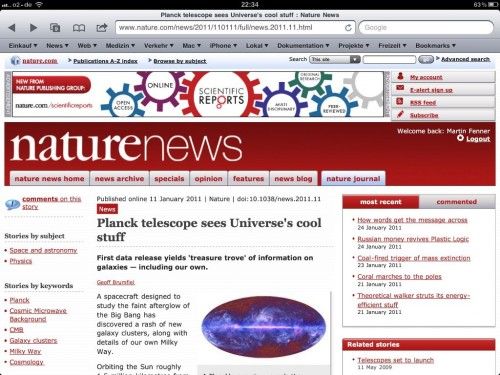 o2 - de
22:34
63%
Planck telescope sees Universe's cool stuff : Nature News
www.nature.com/news/2011/110111/full/news.2011.11.html
Google
Einkauf News Web Medizin Verkehr Mac iPhone Lokal Dokumentation Projekte Freizeit Bookmarks
nature.com Publications A-Z index Browse by subject
Search This site go Advanced search
NEW FROM
NATURE PUBLISHING GROUP:
nature.com/scientificreports
OPEN ACCESS
ONLINE
SCIENTIFIC REPORTS
MULTI DISCIPLINARY
ORIGINAL RESEARCH
PEER-REVIEWED
My account
E-alert sign up
RSS feed
Subscribe
naturenews
Welcome back: Martin Fenner
Logout
nature news home news archive specials opinion features news blog nature journal
comments on this
story
Stories by subject
Space and astronomy
Physics
Stories by keywords
Planck
Cosmic Microwave
Background
CMB
Galaxy clusters
Milky Way
Cosmology
Published online 11 January 2011 | Nature | doi:10.1038/news.2011.11
News
Planck telescope sees Universe's cool
stuff
First data release yields 'treasure trove' of information on
galaxies — including our own.
Geoff Brumfiel
A spacecraft designed to
study the faint afterglow of
the Big Bang has
discovered a rash of new
galaxy clusters, along with
details of our own Milky
Way.
Orbiting the Sun roughly
most recent commented
How words get the message across
24 January 2011
Russian money revives Plastic Logic
24 January 2011
Coal-fired trigger of mass extinction
23 January 2011
Coral marches to the poles
21 January 2011
Theoretical walker struts its energy-
efficient stuff
21 January 2011
Related stories
Telescopes set to launch
11 May 2009